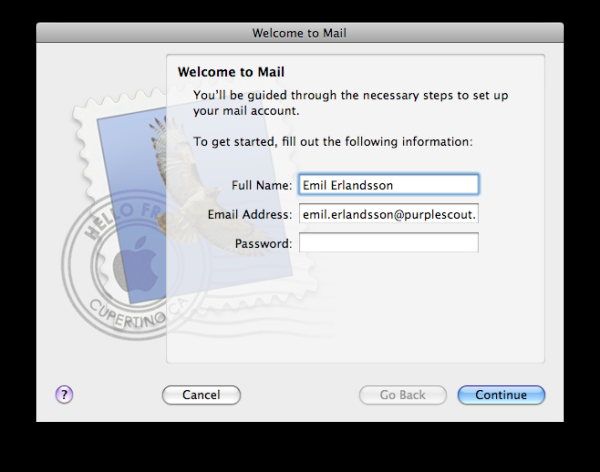 Welcome to Mail
Welcome to Mail
You'll be guided through the necessary steps to set up
your mail account.
To get started, fill out the following information:
Full Name: Emil Erlandsson
Email Address: emil.erlandsson@purplescout.
Password:
HELLO FR
CUPERTINO CA
?
Cancel
Go Back
Continue